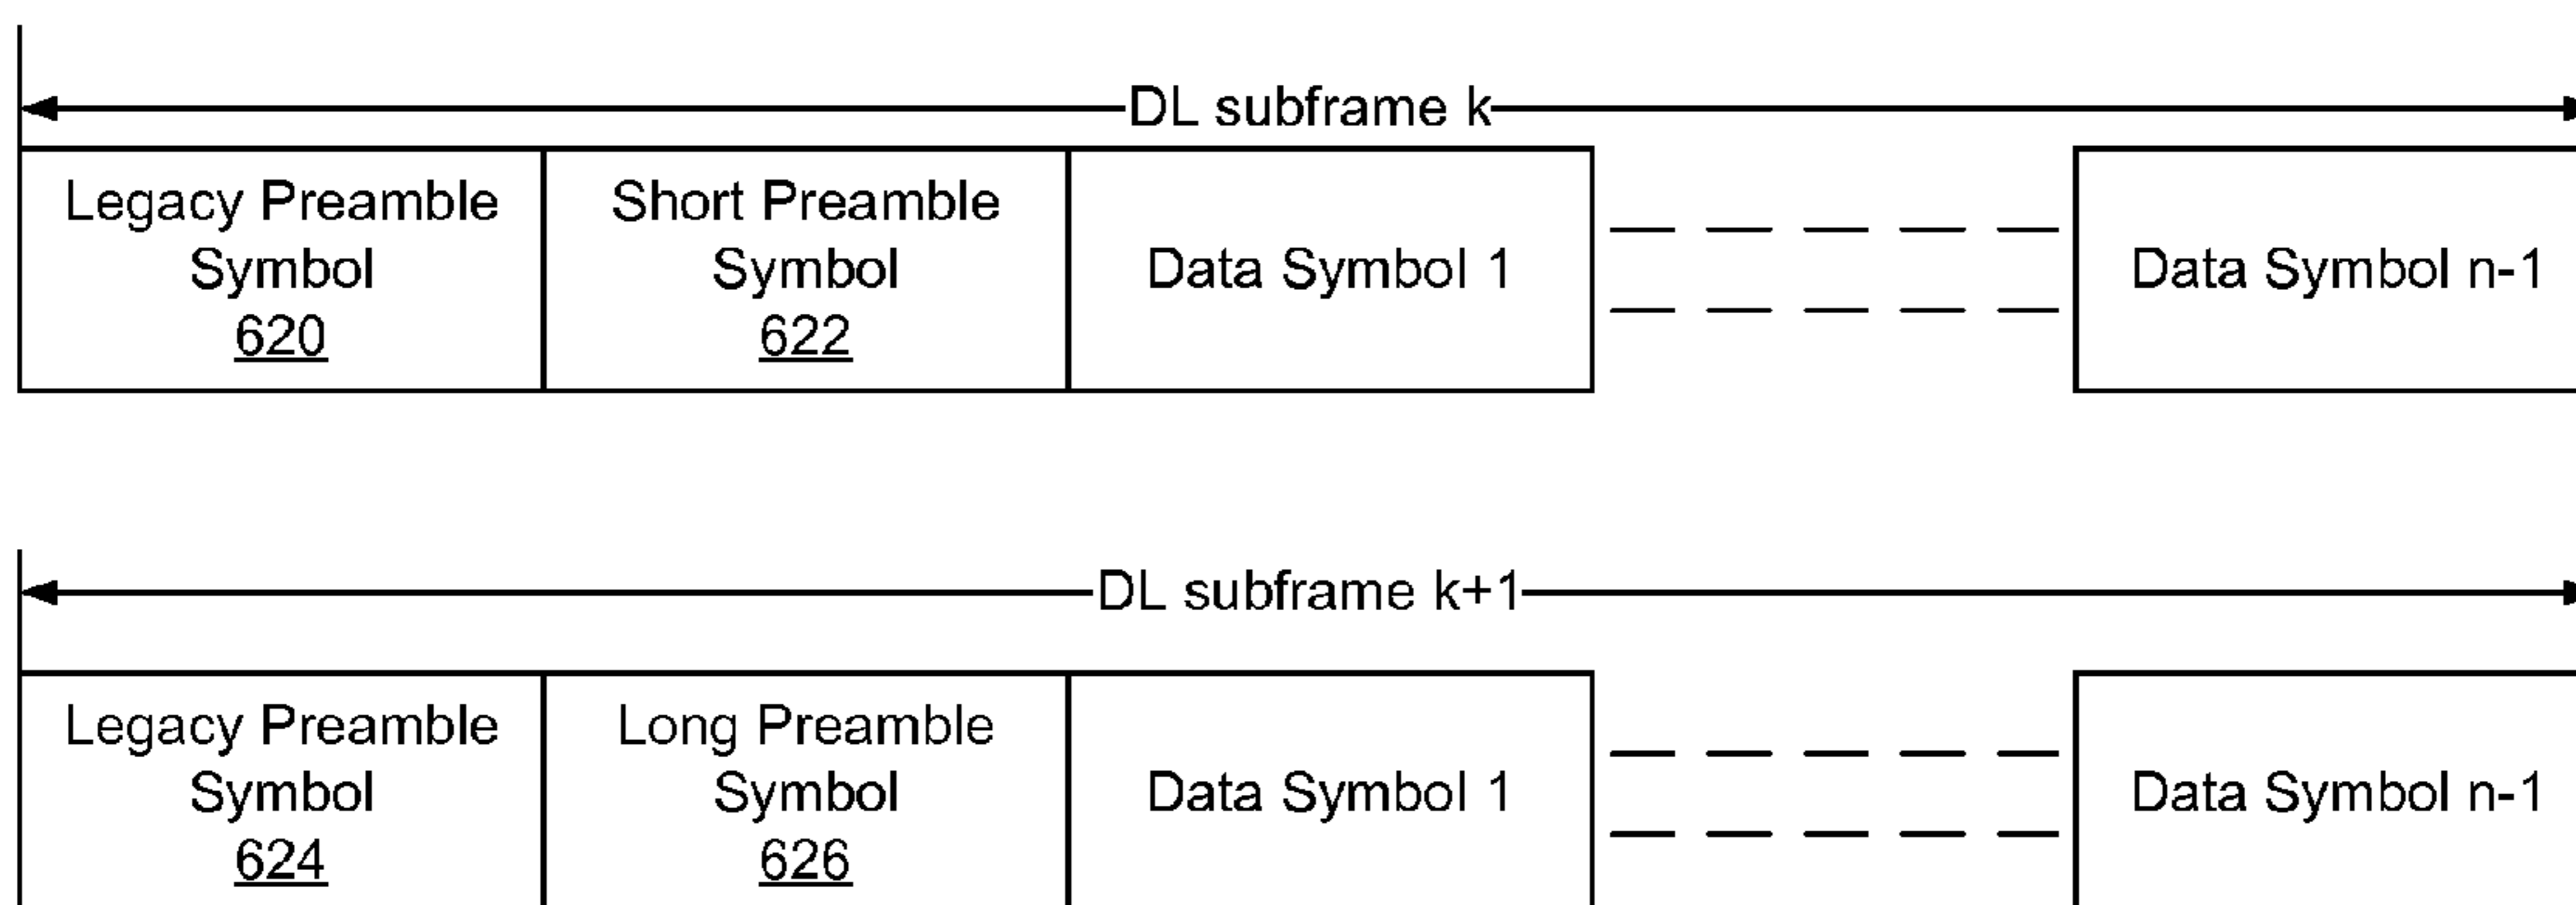 DL subframe k
Legacy Preamble
Symbol
620
Short Preamble
Symbol
622
Data Symbol 1
Data Symbol n-1
DL subframe k+1
Legacy Preamble
Symbol
624
Long Preamble
Symbol
626
Data Symbol 1
Data Symbol n-1